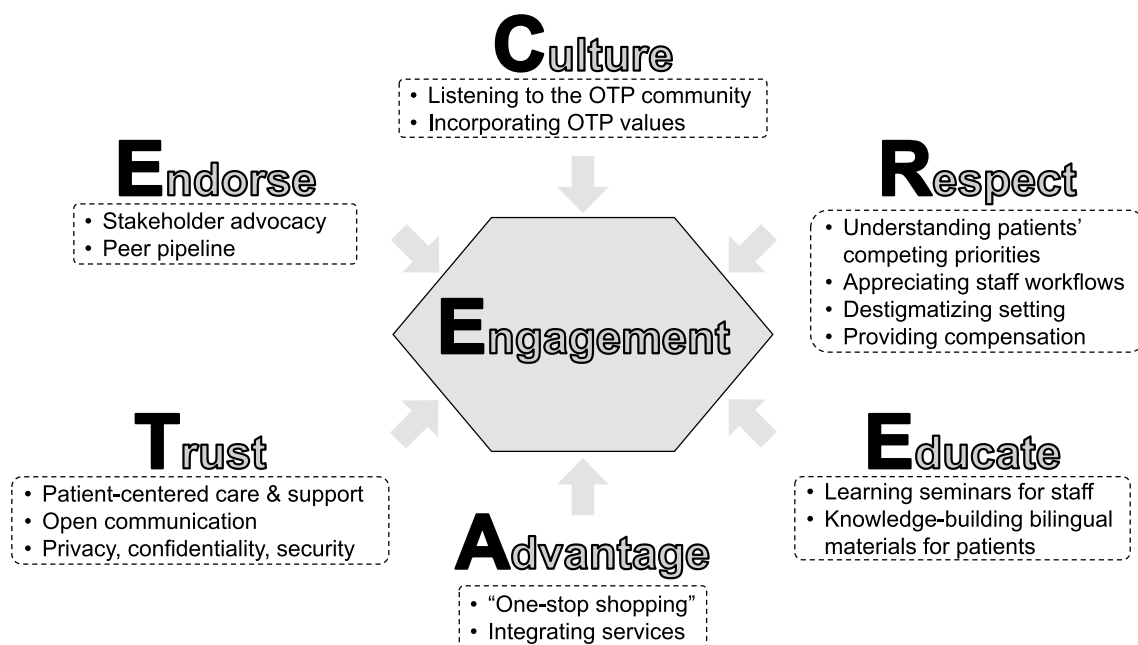 Culture
• Listening to the OTP community
• Incorporating OTP values
Respect
• Understanding patients’
competing priorities
• Appreciating staff workflows
• Destigmatizing setting
• Providing compensation
Educate
• Learning seminars for staff
• Knowledge-building bilingual
materials for patients
Advantage
• “One-stop shopping”
• Integrating services
Trust
• Patient-centered care & support
• Open communication
• Privacy, confidentiality, security
Endorse
• Stakeholder advocacy
• Peer pipeline
Engagement